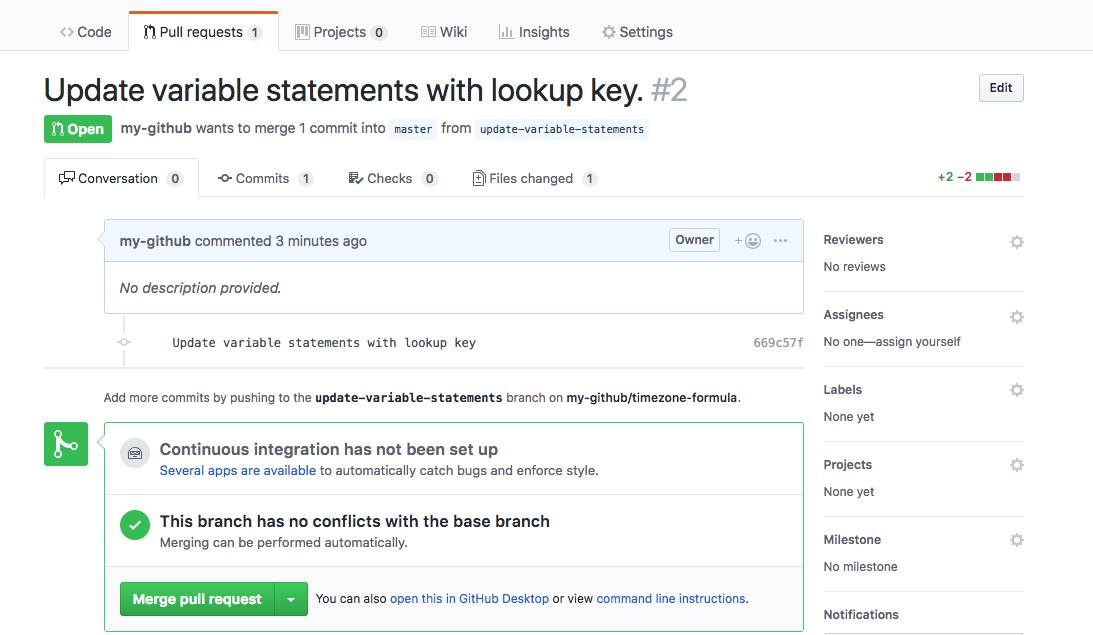 Code Pull requests 1 Projects 0 Wiki Insights Settings
Update variable statements with lookup key. #2 Edit
Open my-github wants to merge 1 commit into master from update-variable-statements
Conversation 0 Commits 1 Checks 0 Files changed 1 +2 −2
my-github commented 3 minutes ago Owner
No description provided.
Update variable statements with lookup key 669c57f
Add more commits by pushing to the update-variable-statements branch on my-github/timezone-formula.
Continuous integration has not been set up
Several apps are available to automatically catch bugs and enforce style.
This branch has no conflicts with the base branch
Merging can be performed automatically.
Merge pull request You can also open this in GitHub Desktop or view command line instructions.
Reviewers
No reviews
Assignees
No one—assign yourself
Labels
None yet
Projects
None yet
Milestone
No milestone
Notifications